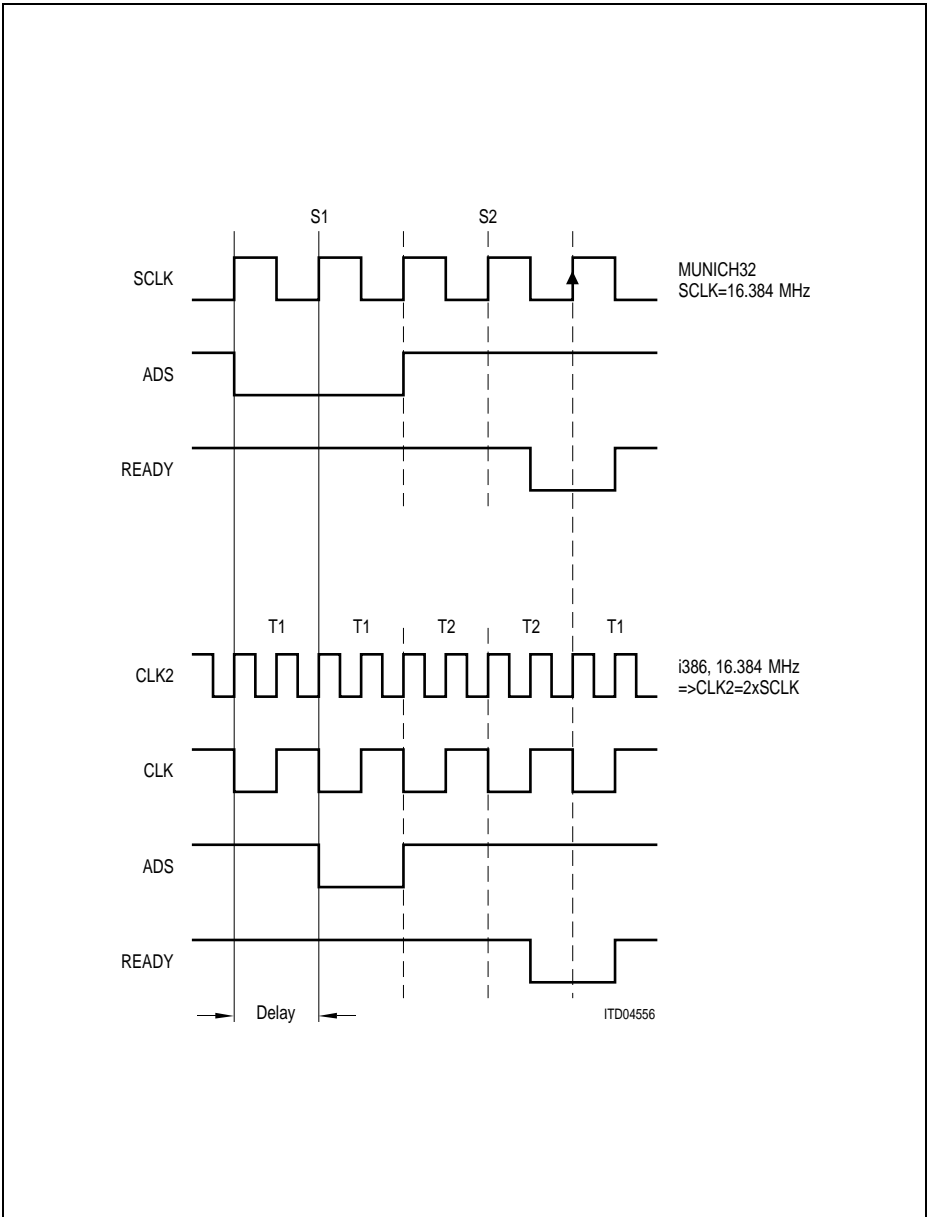 S1 S2
SCLK
MUNICH32
SCLK=16.384 MHz
ADS
READY
T1 T1 T2 T2 T1
CLK2
i386, 16.384 MHz
=>CLK2=2xSCLK
CLK
ADS
READY
Delay
ITD04556